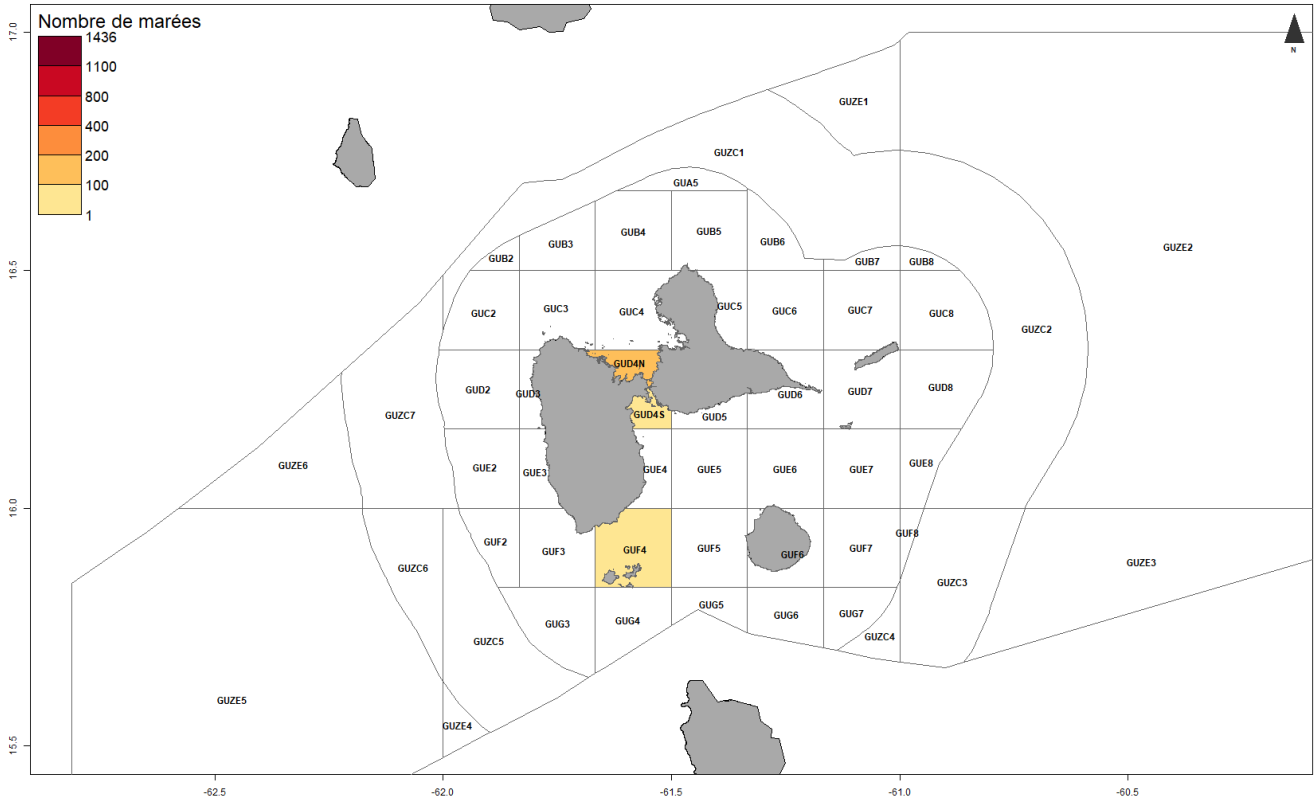 Nombre de marées
1436
1100
800
400
200
100
1
N
17.0
16.5
16.0
15.5
GUZE1
GUZC1
GUA5
GUZE2
GUB2
GUB3
GUB4
GUB5
GUB6
GUB7
GUB8
GUC2
GUC3
GUC4
GUC5
GUC6
GUC7
GUC8
GUZC2
GUD4N
GUZC7
GUD2
GUD3
GUD4S
GUD5
GUD6
GUD7
GUD8
GUZE6
GUE2
GUE3
GUE4
GUE5
GUE6
GUE7
GUE8
GUZC6
GUF2
GUF3
GUF4
GUF5
GUF6
GUF7
GUF8
GUZC3
GUZE3
GUZC5
GUG3
GUG4
GUG5
GUG6
GUG7
GUZC4
GUZE5
GUZE4
-62.5
-62.0
-61.5
-61.0
-60.5